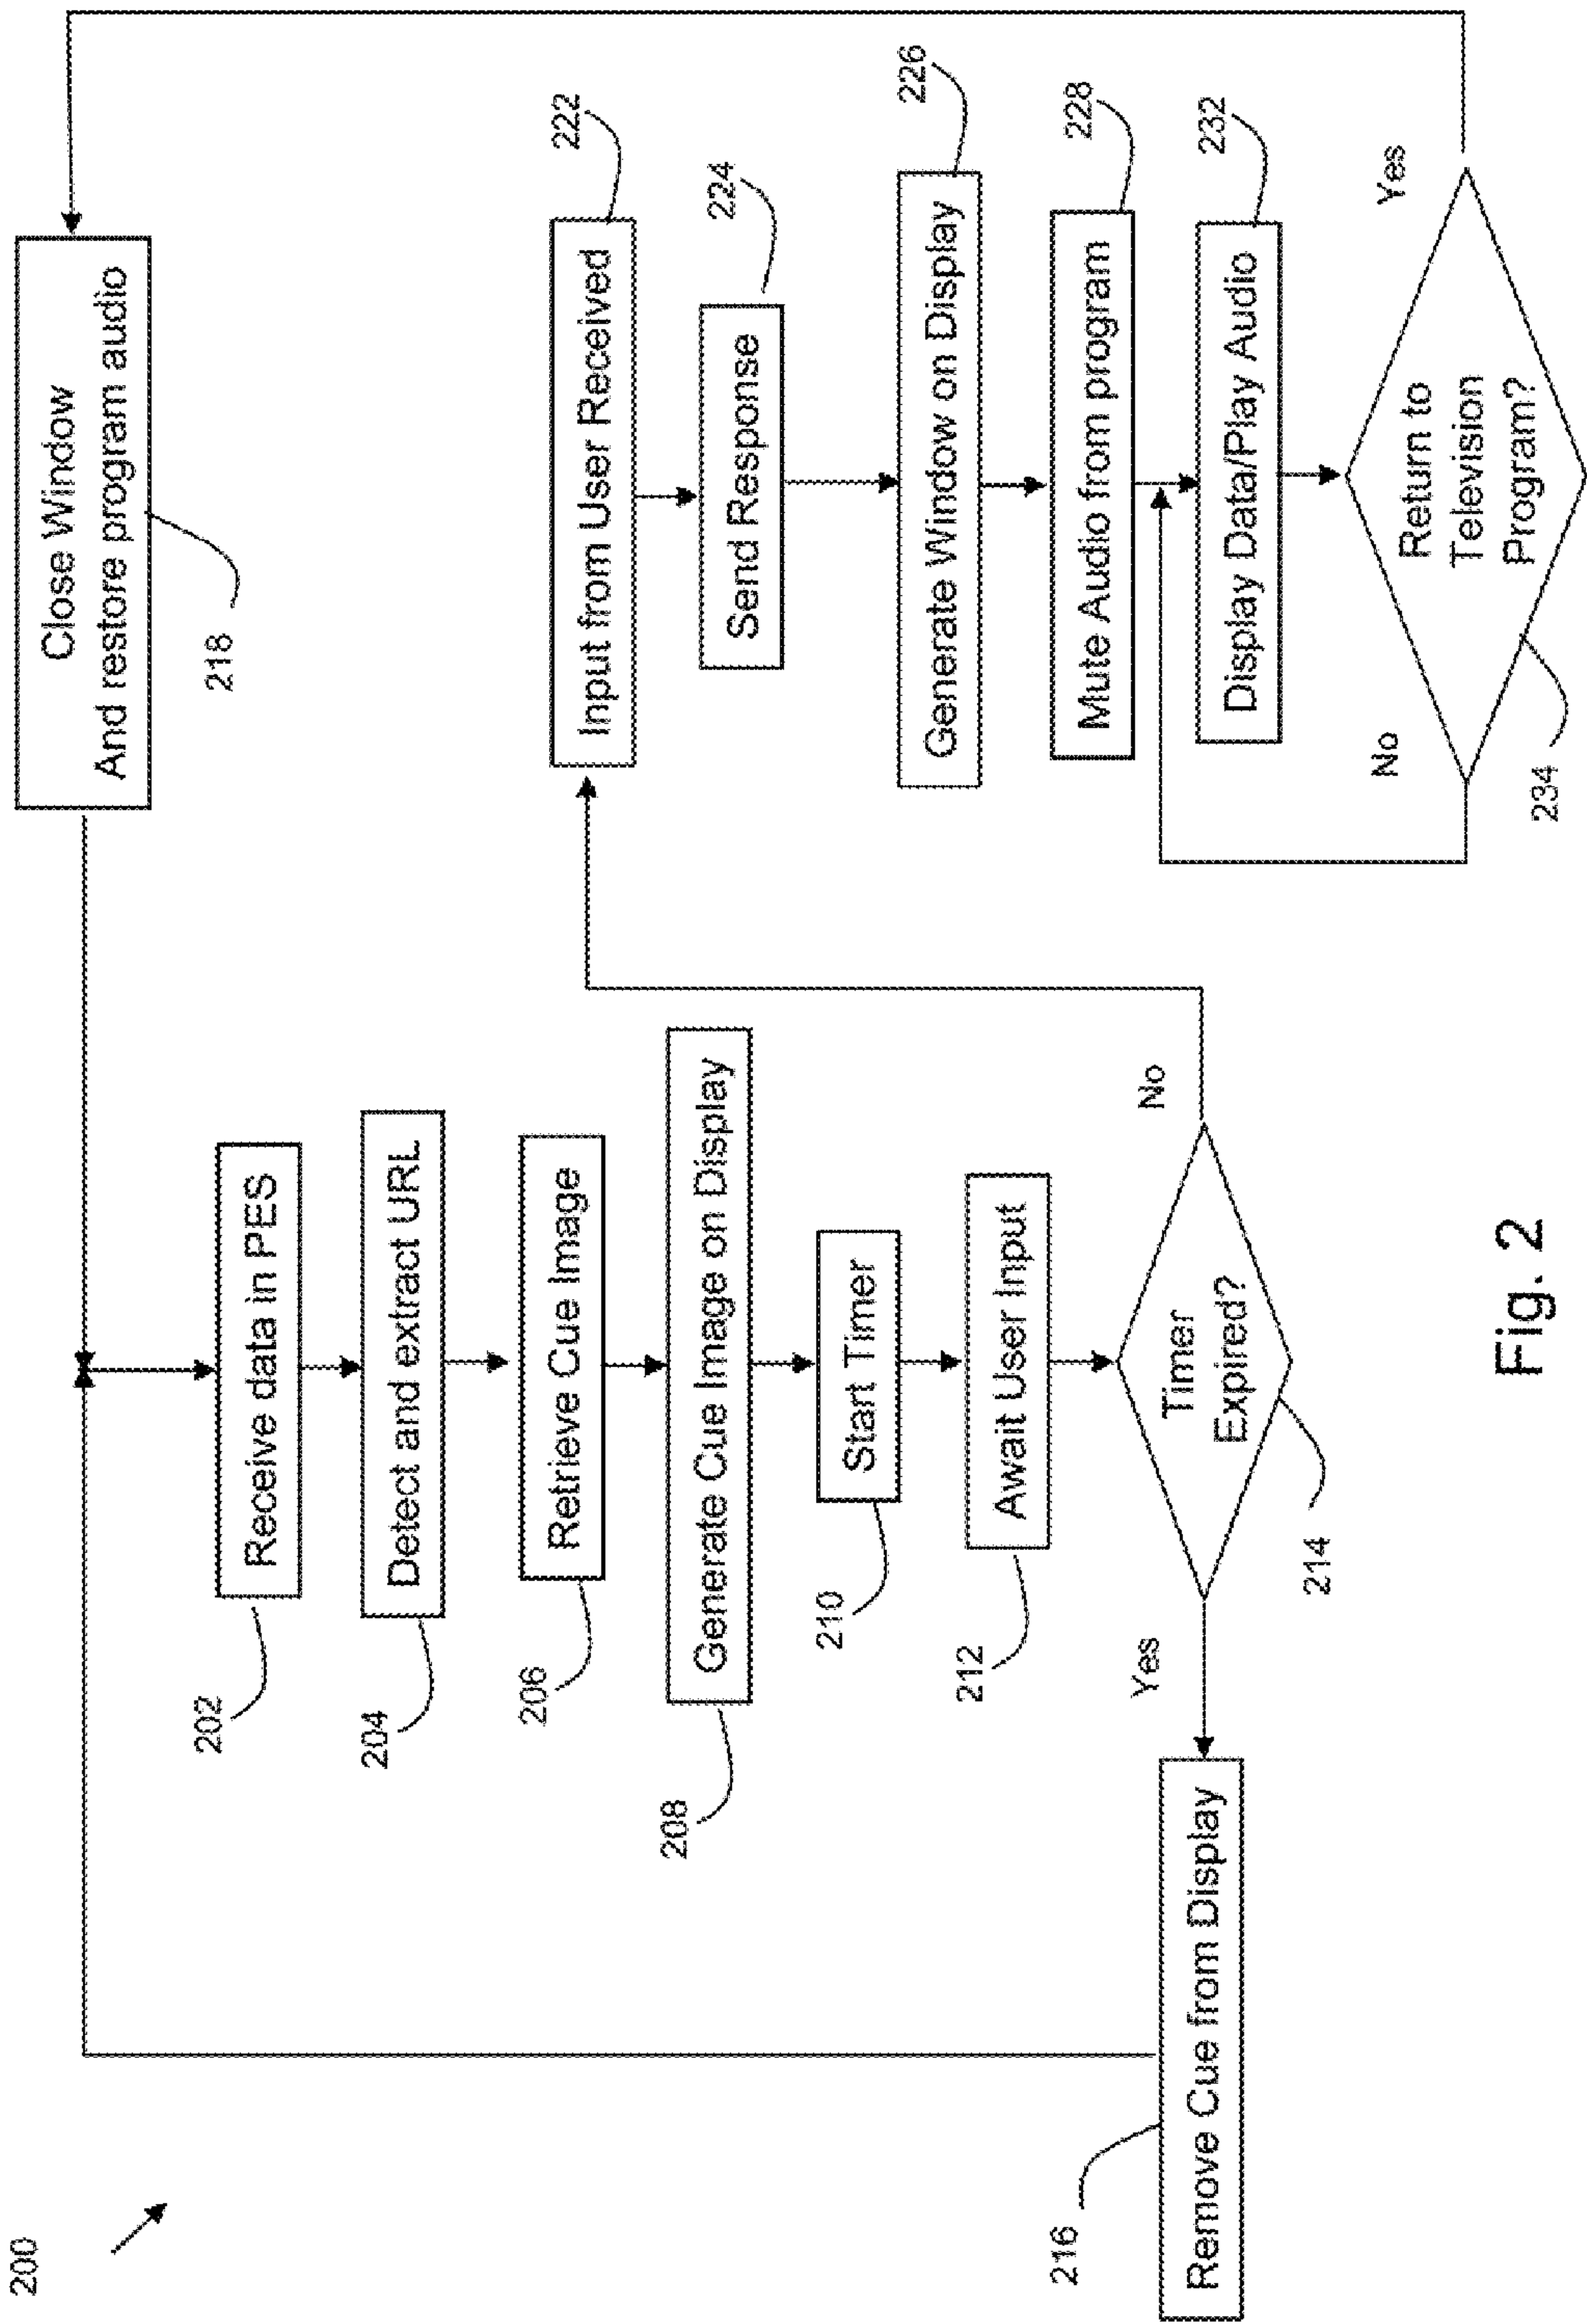 200
Close Window
And restore program audio
218
Receive data in PES
202
Detect and extract URL
204
Retrieve Cue Image
206
Generate Cue Image on Display
208
Start Timer
210
Await User Input
212
Timer
Expired?
214
Yes
No
Remove Cue from Display
216
Input from User Received
222
Send Response
224
Generate Window on Display
226
Mute Audio from program
228
Display Data/Play Audio
232
Return to
Television
Program?
234
No
Yes
Fig. 2